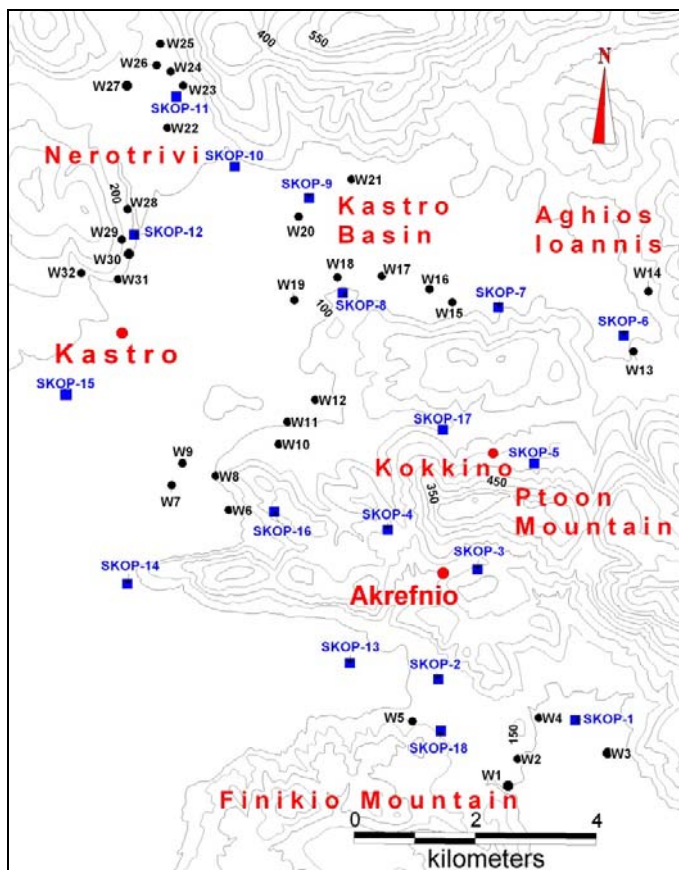 400
550
W25
W26
W24
W27
W23
SKOP-11
W22
N
Nerotrivi
SKOP-10
200
W28
W29
SKOP-12
W30
W32
W31
SKOP-9
W21
W20
Kastro
Basin
Aghios
Ioannis
W18
W17
W19
100
SKOP-8
W16
W15
SKOP-7
W14
SKOP-6
W13
Kastro
SKOP-15
W12
W11
W10
SKOP-17
Kokkino
SKOP-5
450
350
Ptoon
Mountain
W9
W8
W7
W6
SKOP-16
SKOP-4
SKOP-3
SKOP-14
Akrefnio
SKOP-13
SKOP-2
W5
SKOP-18
W4
SKOP-1
150
W2
W3
W1
Finikio Mountain
0 2 4
kilometers